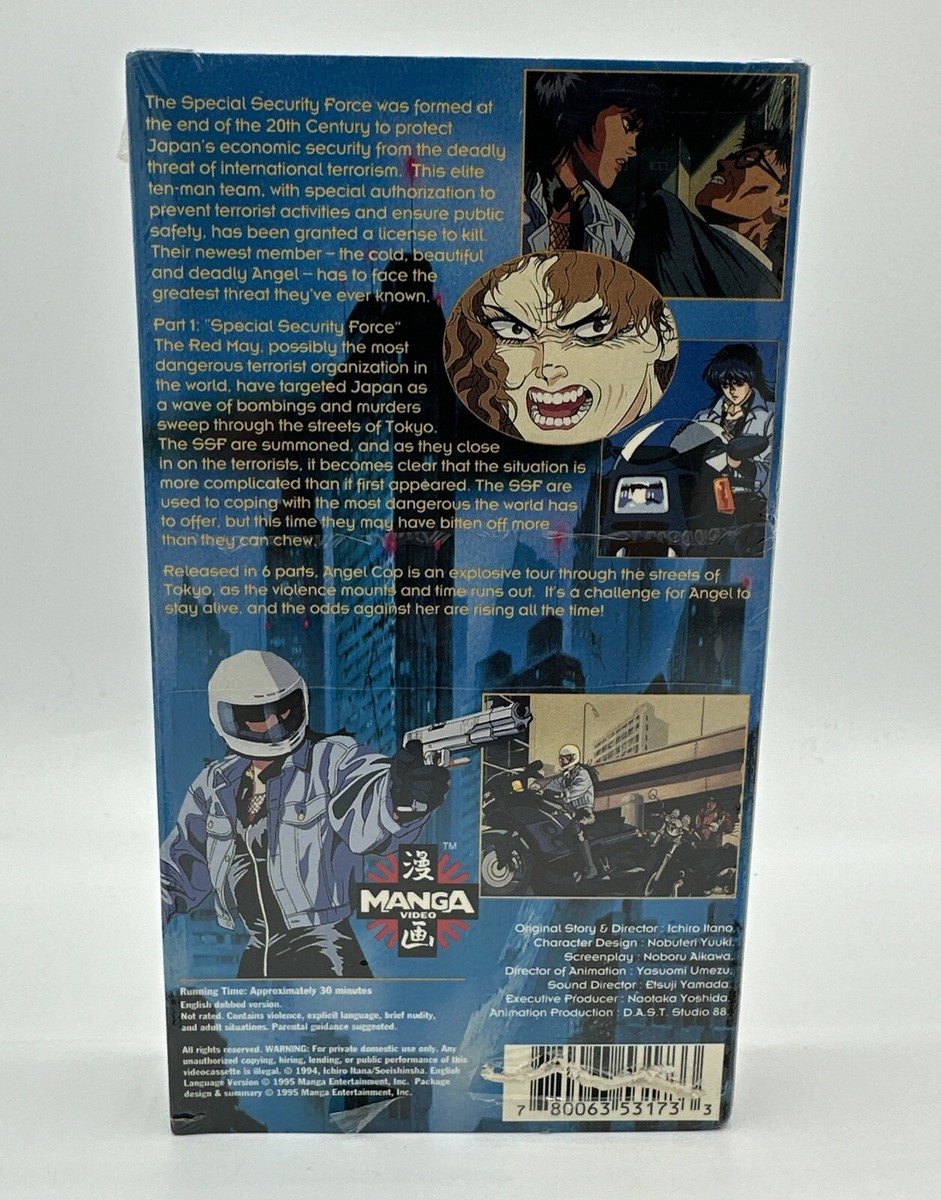 The Special Security Force was formed at
the end of the 20th Century to protect
Japan's economic security from the deadly
threat of international terrorism. This elite
ten-man team, with special authorization to
prevent terrorist activities and ensure public
safety, has been granted a license to kill.
Their newest member – the cold, beautiful
and deadly Angel – has to face the
greatest threat they've ever known.
Part 1: "Special Security Force"
The Red May, possibly the most
dangerous terrorist organization in
the world, have targeted Japan as
a wave of bombings and murders
sweep through the streets of Tokyo.
The SSF are summoned, and as they close
in on the terrorists, it becomes clear that the situation is
more complicated than it first appeared. The SSF are
used to coping with the most dangerous the world has
to offer, but this time they may have bitten off more
than they can chew.
Released in 6 parts, Angel Cop is an explosive tour through the streets of
Tokyo, as the violence mounts and time runs out. It's a challenge for Angel to
stay alive, and the odds against her are rising all the time!
漫
TM
MANGA
VIDEO
画
Original Story & Director : Ichiro Itano.
Character Design : Nobuteri Yuuki.
Screenplay : Noboru Aikawa.
Director of Animation : Yasuomi Umezu.
Sound Director : Etsuji Yamada.
Executive Producer : Naotaka Yoshida.
Animation Production : D.A.S.T. Studio 88.
Running Time: Approximately 30 minutes
English dubbed version.
Not rated. Contains violence, explicit language, brief nudity,
and adult situations. Parental guidance suggested.
All rights reserved. WARNING: For private domestic use only. Any
unauthorized copying, hiring, lending, or public performance of this
videocassette is illegal. © 1994, Ichiro Itana/Soeishinsha. English
Language Version © 1995 Manga Entertainment, Inc. Package
design & summary © 1995 Manga Entertainment, Inc.
7 80063 53173 3